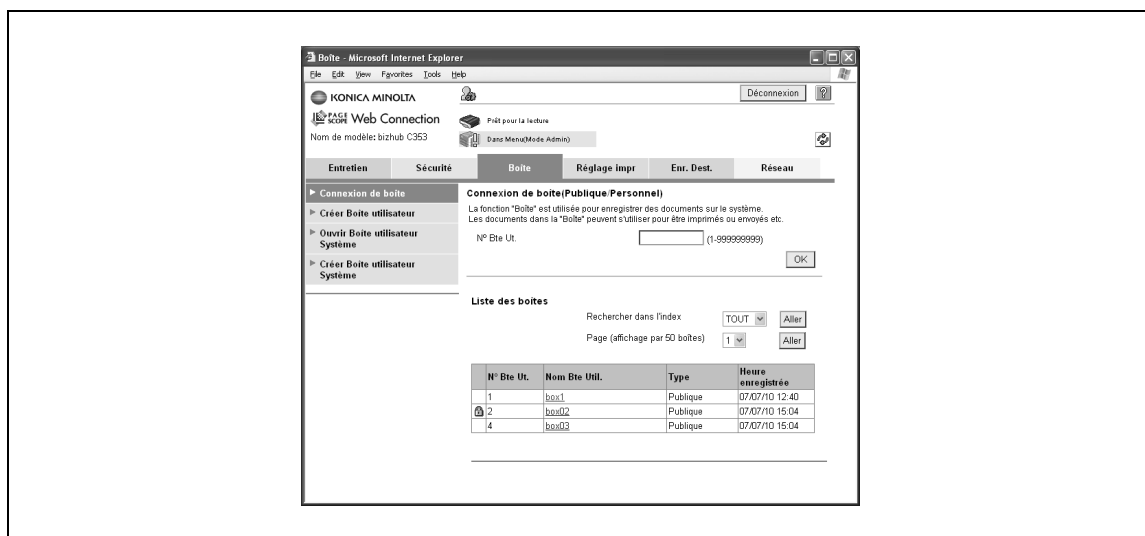 Boîte - Microsoft Internet Explorer
File Edit View Favorites Tools Help
KONICA MINOLTA
Déconnexion ?
PAGE SCOPE Web Connection
Prêt pour la lecture
Nom de modèle: bizhub C353
Dans Menu(Mode Admin)
Entretien Sécurité Boîte Réglage impr Enr. Dest. Réseau
Connexion de boîte
Créer Boîte utilisateur
Ouvrir Boîte utilisateur
Système
Créer Boîte utilisateur
Système
Connexion de boîte(Publique/Personnel)
La fonction "Boîte" est utilisée pour enregistrer des documents sur le système.
Les documents dans la "Boîte" peuvent s'utiliser pour être imprimés ou envoyés etc.
Nº Bte Ut. (1-999999999)
OK
Liste des boîtes
Rechercher dans l'index TOUT Aller
Page (affichage par 50 boîtes) 1 Aller
Nº Bte Ut. Nom Bte Util. Type Heure enregistrée
1 box1 Publique 07/07/10 12:40
2 box02 Publique 07/07/10 15:04
4 box03 Publique 07/07/10 15:04